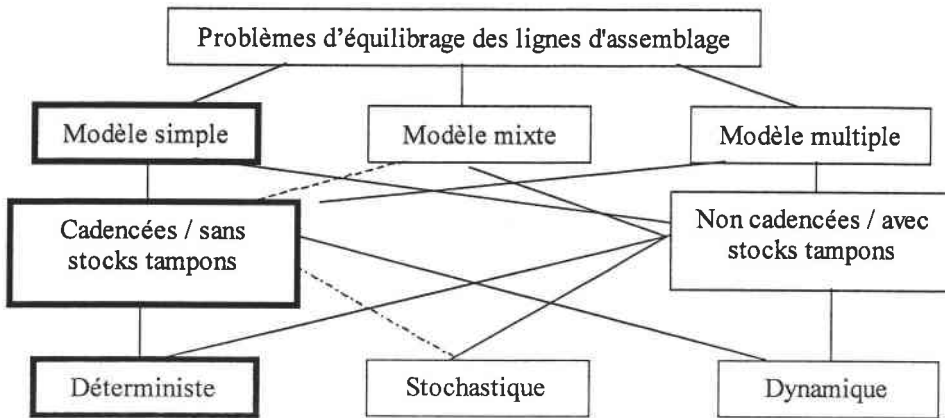 Problèmes d'équilibrage des lignes d'assemblage
Modèle simple
Modèle mixte
Modèle multiple
Cadencées / sans
stocks tampons
Non cadencées / avec
stocks tampons
Déterministe
Stochastique
Dynamique